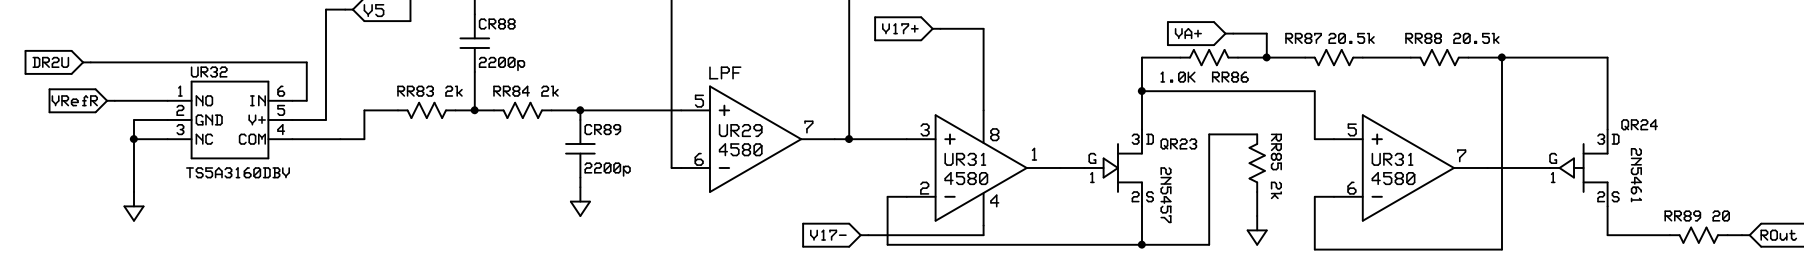 V5
CR88
2200p
DR2U
UR32
VRefR
1 NO IN 6
2 GND V+ 5
3 NC COM 4
TS5A3160DBV
RR83 2k
RR84 2k
CR89
2200p
LPF
5 +
UR29
4580
7
6 −
V17+
3 +
8
UR31
4580
1
2 −
4
V17-
G
1
3 D
QR23
2N5457
2 S
RR85 2k
VA+
1.0K RR86
RR87 20.5k
RR88 20.5k
5 +
UR31
4580
7
6 −
G
1
3 D
QR24
2N5461
2 S
RR89 20
ROut